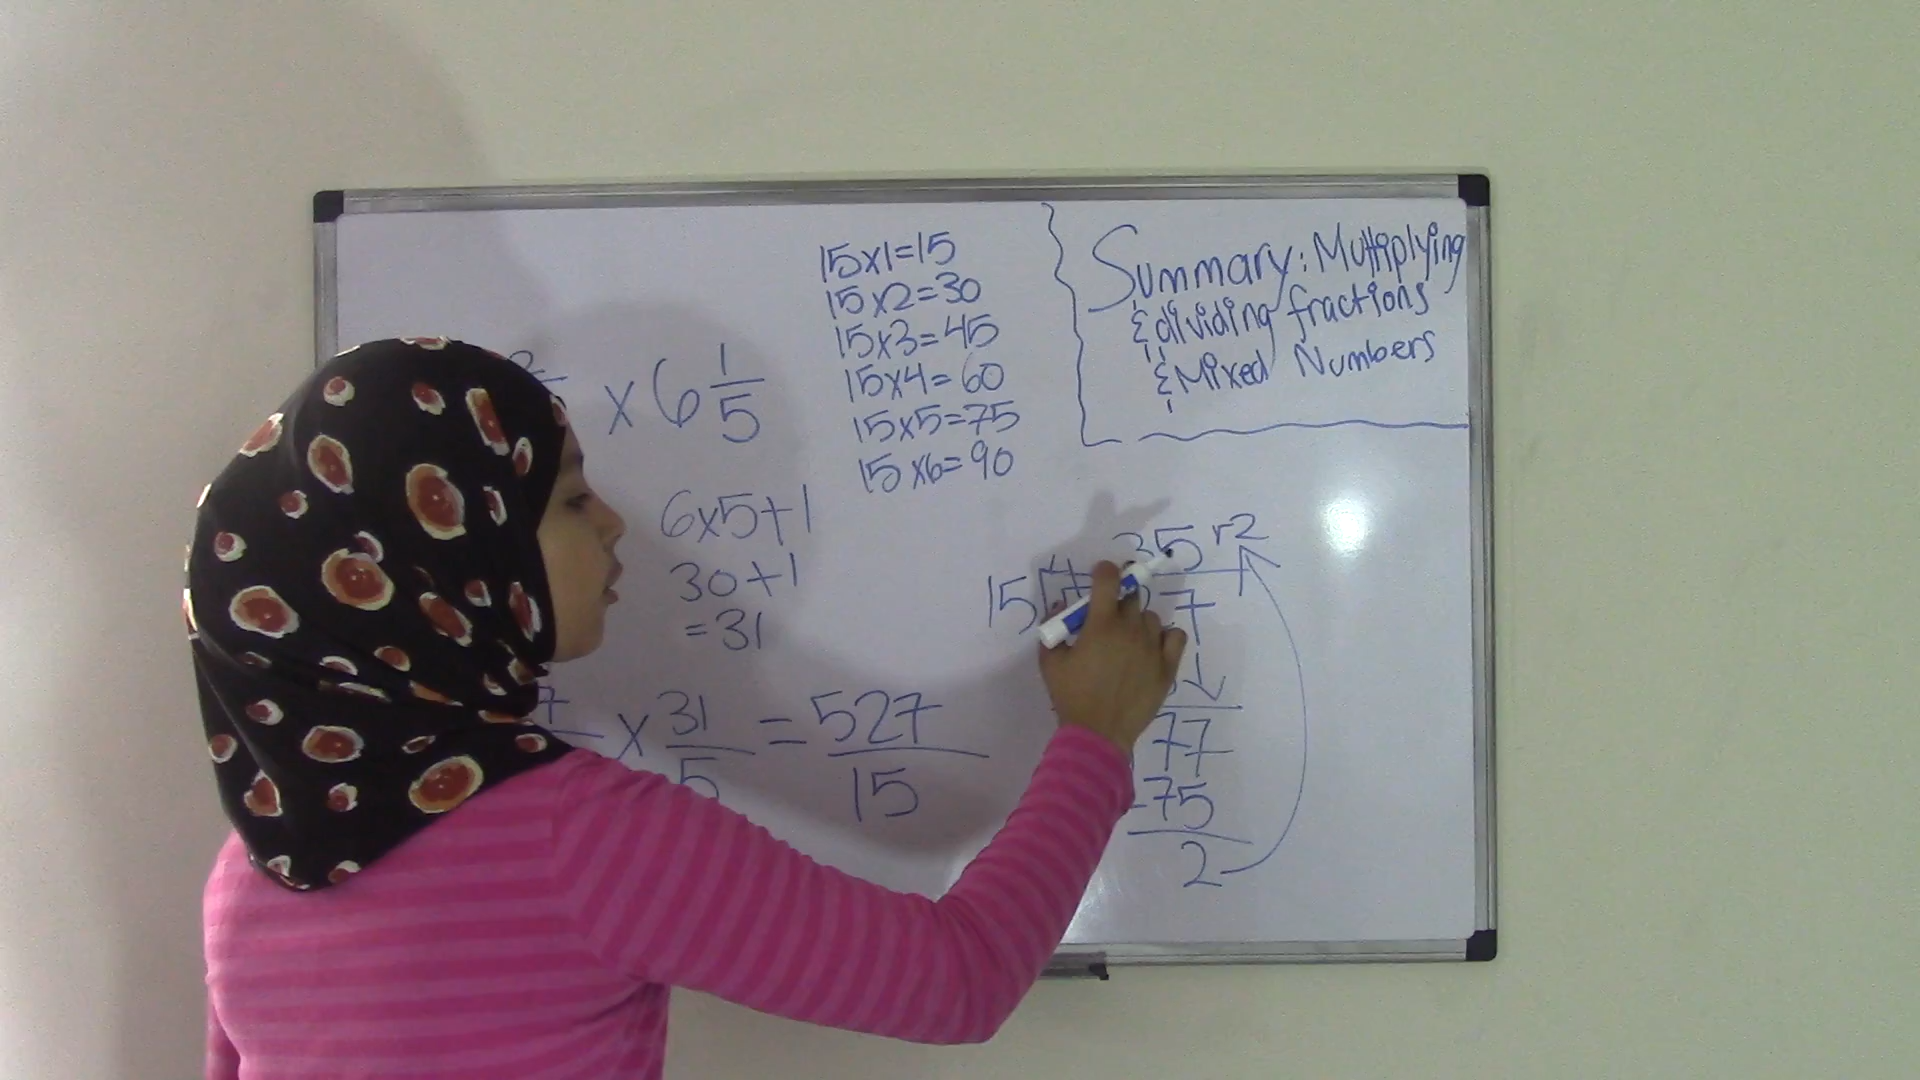 15x1=15
15x2=30
15x3=45
15x4=60
15x5=75
15x6=90
Summary: Multiplying
& dividing fractions
& Mixed Numbers
x 6 1/5
6x5+1
30+1
=31
7 x 31/5 = 527/15
35 r2
15 7
77
-75
2